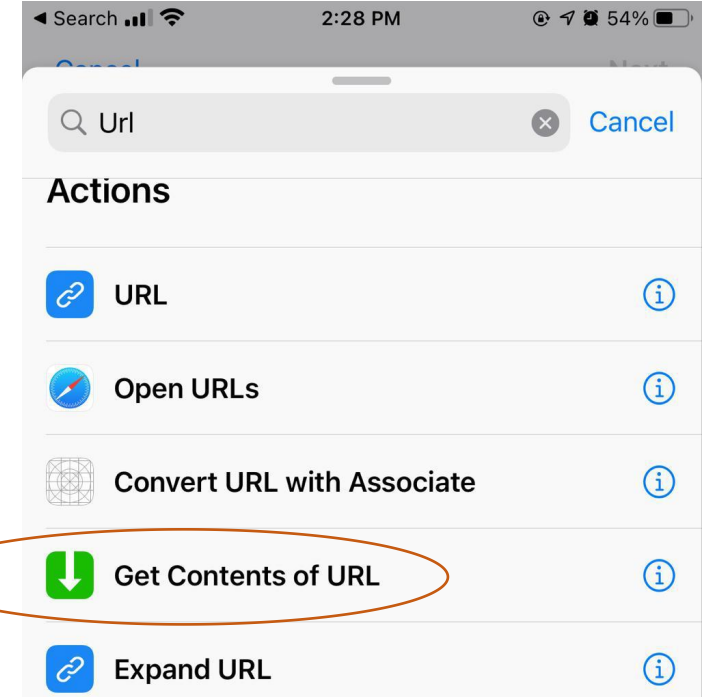 Search
2:28 PM
54%
Url
Cancel
Actions
URL
Open URLs
Convert URL with Associate
Get Contents of URL
Expand URL